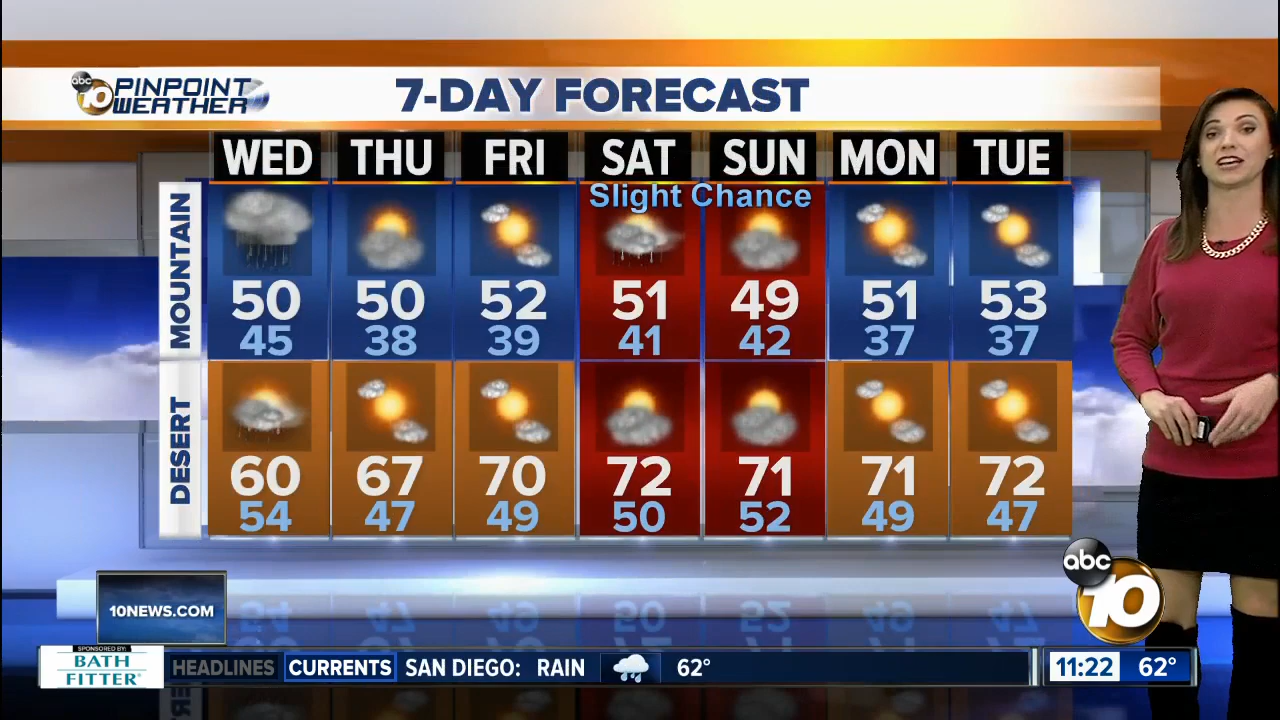 abc 10 PINPOINT WEATHER
7-DAY FORECAST
WED THU FRI SAT SUN MON TUE
Slight Chance
MOUNTAIN
50 50 52 51 49 51 53
45 38 39 41 42 37 37
DESERT
60 67 70 72 71 71 72
54 47 49 50 52 49 47
abc 10
10NEWS.COM
SPONSORED BY:
BATH
FITTER®
HEADLINES CURRENTS SAN DIEGO: RAIN 62° 11:22 62°